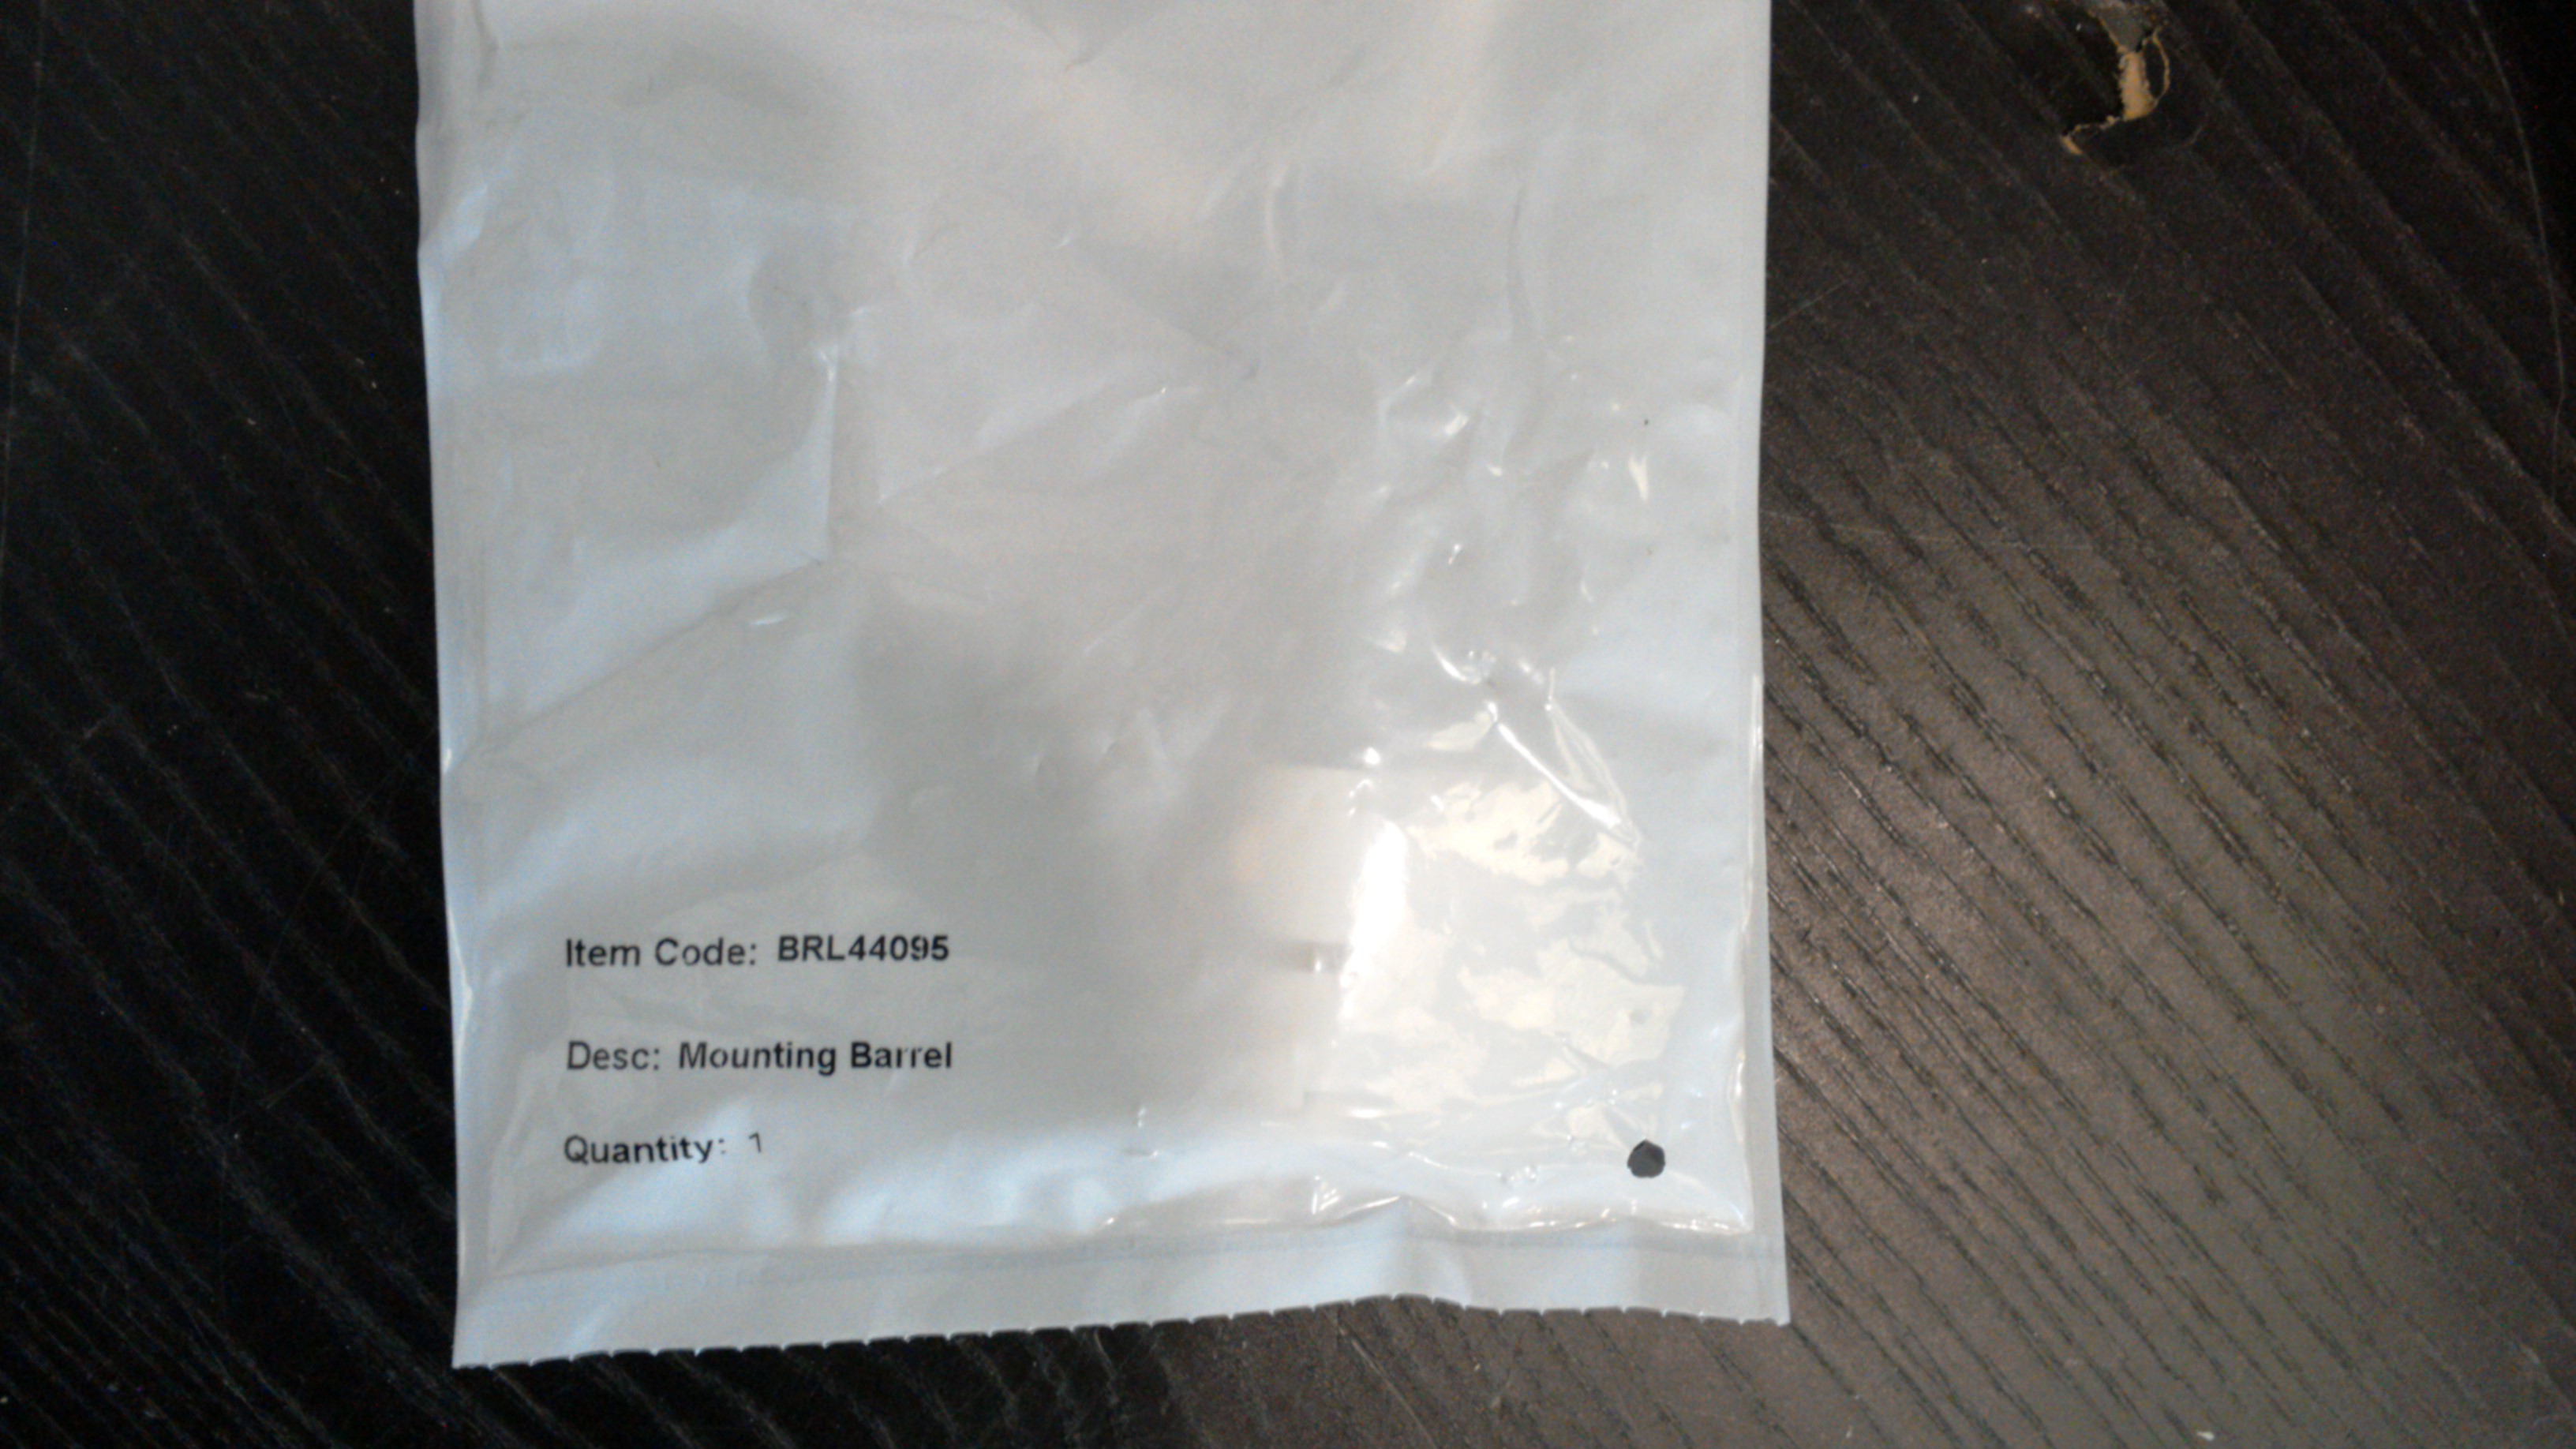 Item Code: BRL44095
Desc: Mounting Barrel
Quantity: 1